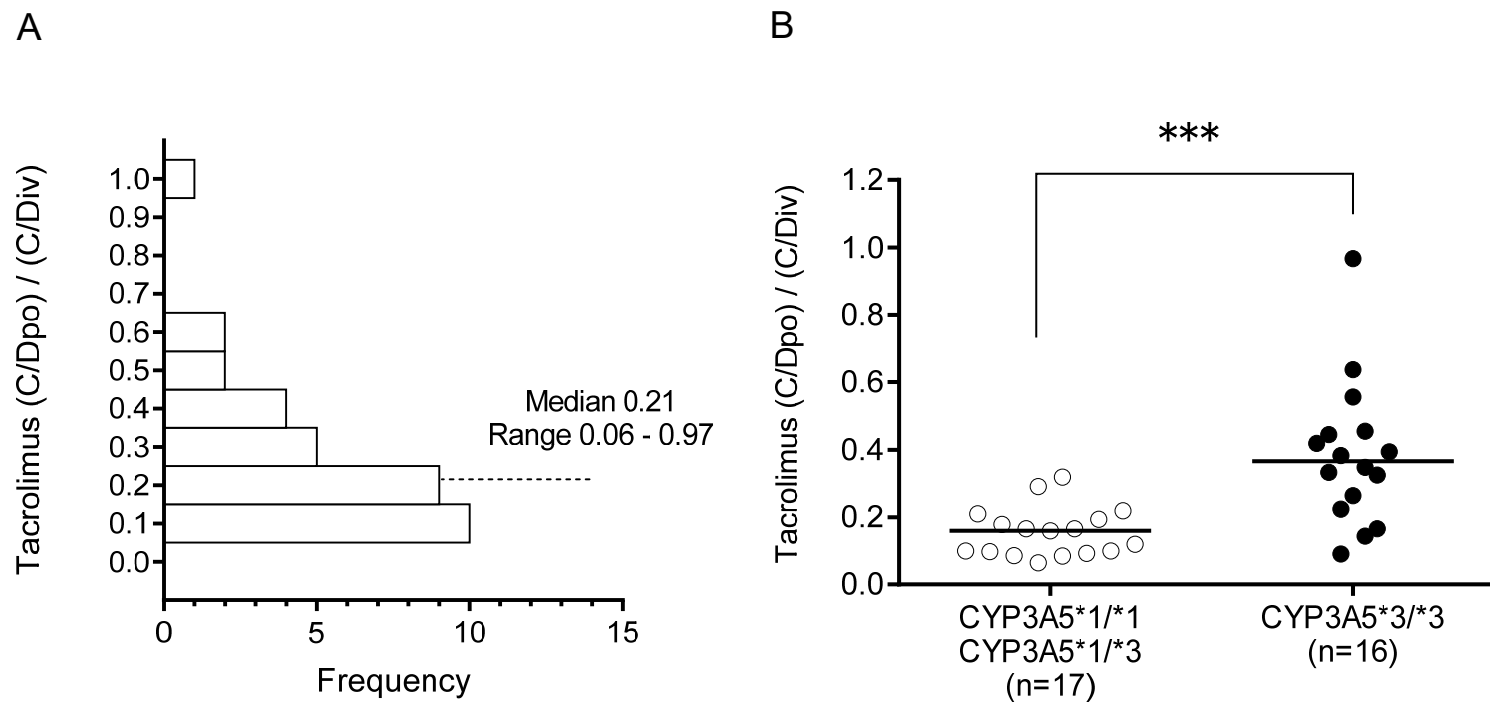 A
Tacrolimus (C/Dpo) / (C/Div)
1.0
0.9
0.8
0.7
0.6
0.5
0.4
0.3
0.2
0.1
0.0
Median 0.21
Range 0.06 - 0.97
0 5 10 15
Frequency
B
***
Tacrolimus (C/Dpo) / (C/Div)
1.2
1.0
0.8
0.6
0.4
0.2
0.0
CYP3A5*1/*1
CYP3A5*1/*3
(n=17)
CYP3A5*3/*3
(n=16)